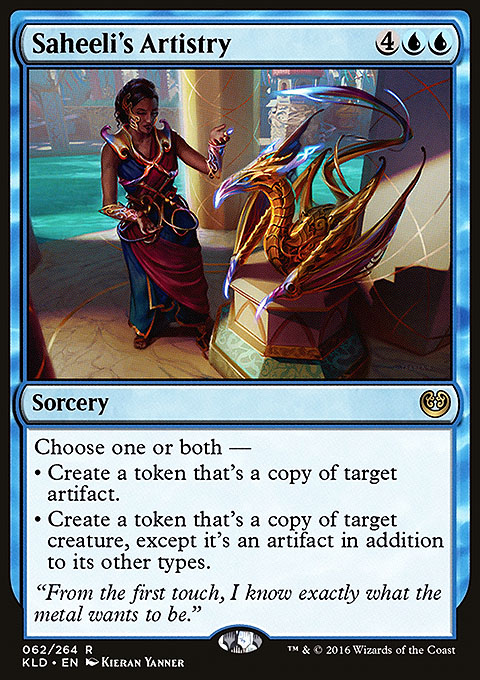 Saheeli's Artistry 4
Sorcery
Choose one or both —
• Create a token that's a copy of target
artifact.
• Create a token that's a copy of target
creature, except it's an artifact in addition
to its other types.
"From the first touch, I know exactly what the
metal wants to be."
062/264 R
KLD • EN Kieran Yanner
™ & © 2016 Wizards of the Coast